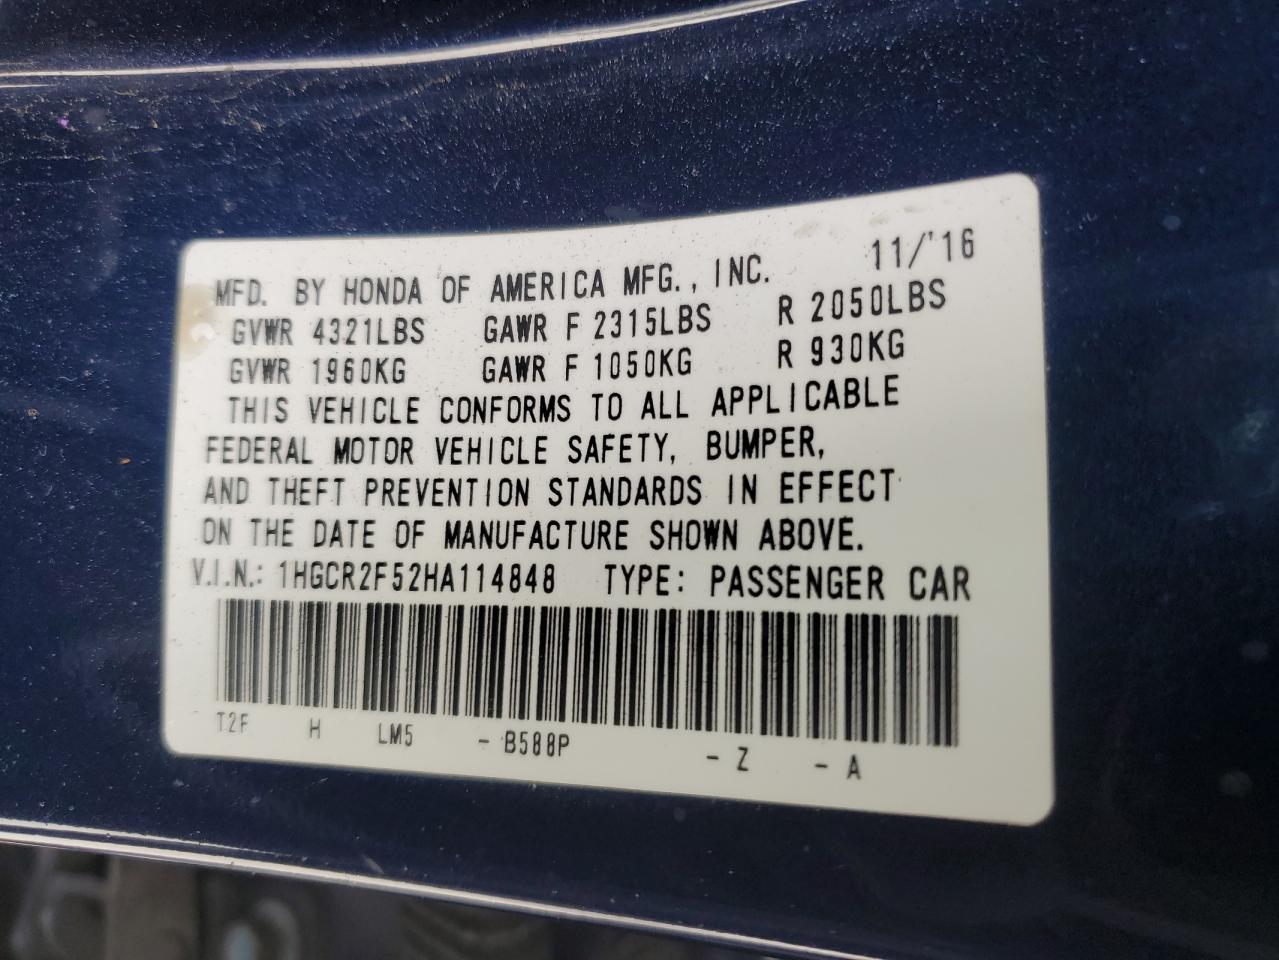 MFD. BY HONDA OF AMERICA MFG., INC. 11/'16
GVWR 4321LBS GAWR F 2315LBS R 2050LBS
GVWR 1960KG GAWR F 1050KG R 930KG
THIS VEHICLE CONFORMS TO ALL APPLICABLE
FEDERAL MOTOR VEHICLE SAFETY, BUMPER,
AND THEFT PREVENTION STANDARDS IN EFFECT
ON THE DATE OF MANUFACTURE SHOWN ABOVE.
V.I.N.: 1HGCR2F52HA114848 TYPE: PASSENGER CAR
T2F H LM5 - B588P - Z - A